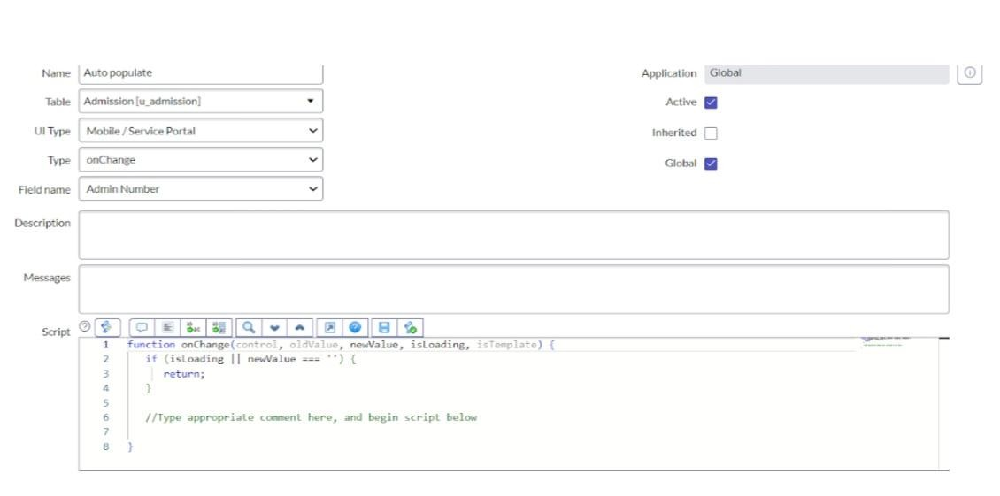 Name Auto populate
Application Global
Table Admission [u_admission]
Active
UI Type Mobile / Service Portal
Inherited
Type onChange
Global
Field name Admin Number
Description
Messages
Script
1 function onChange(control, oldValue, newValue, isLoading, isTemplate) {
2 if (isLoading || newValue === '') {
3 return;
4 }
5
6 //Type appropriate comment here, and begin script below
7
8 }